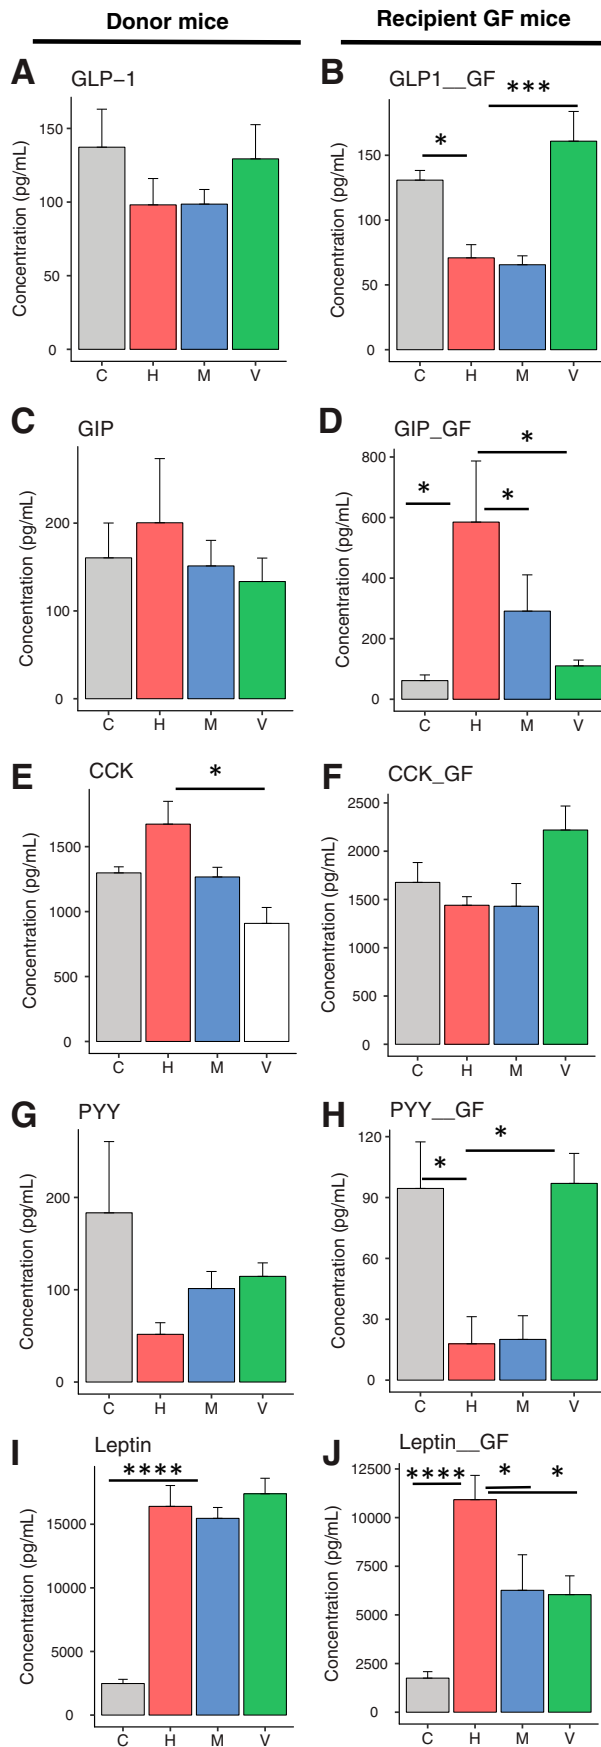 Donor mice
Recipient GF mice
A
GLP−1
Concentration (pg/mL)
150
100
50
0
C H M V
B
GLP1__GF
* ***
Concentration (pg/mL)
150
100
50
0
C H M V
C
GIP
Concentration (pg/mL)
200
100
0
C H M V
D
GIP_GF
*
* *
Concentration (pg/mL)
800
600
400
200
0
C H M V
E
CCK
*
Concentration (pg/mL)
1500
1000
500
0
C H M V
F
CCK_GF
Concentration (pg/mL)
2500
2000
1500
1000
500
0
C H M V
G
PYY
Concentration (pg/mL)
200
100
0
C H M V
H
PYY__GF
* *
Concentration (pg/mL)
120
90
60
30
0
C H M V
I
Leptin
****
Concentration (pg/mL)
15000
10000
5000
0
C H M V
J
Leptin__GF
**** * *
Concentration (pg/mL)
12500
10000
7500
5000
2500
0
C H M V